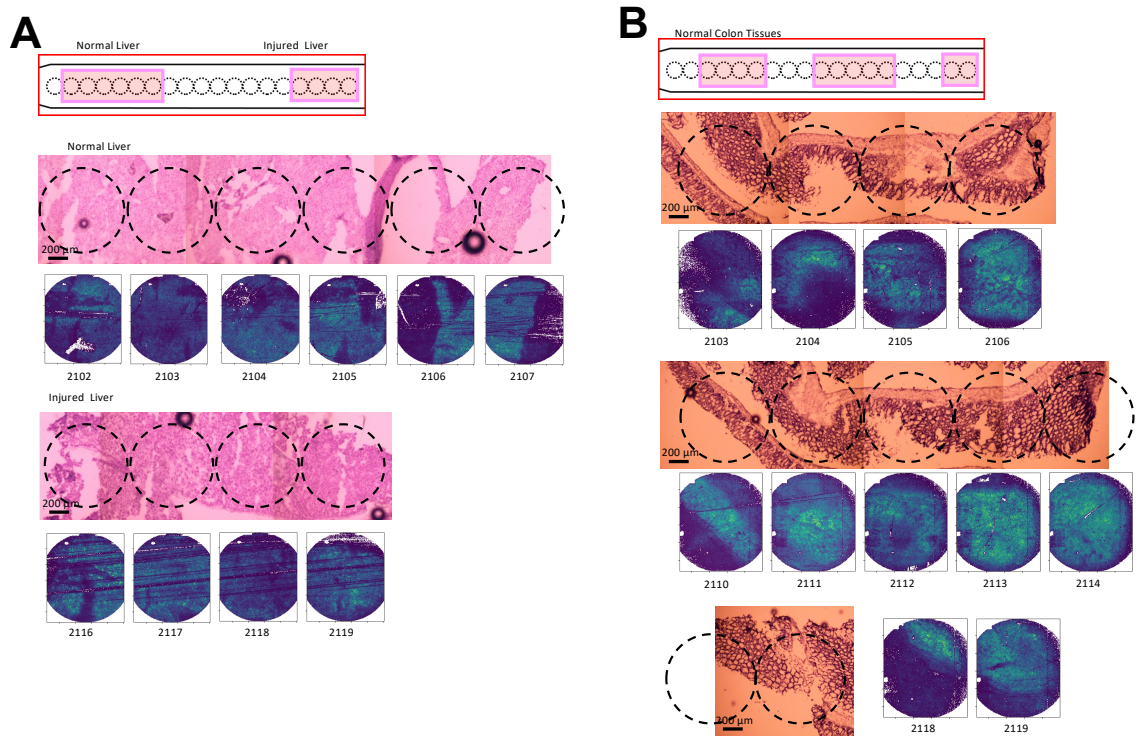 A
Normal Liver
Injured Liver
Normal Liver
200 µm
2102
2103
2104
2105
2106
2107
Injured Liver
200 µm
2116
2117
2118
2119
B
Normal Colon Tissues
200 µm
2103
2104
2105
2106
200 µm
2110
2111
2112
2113
2114
200 µm
2118
2119